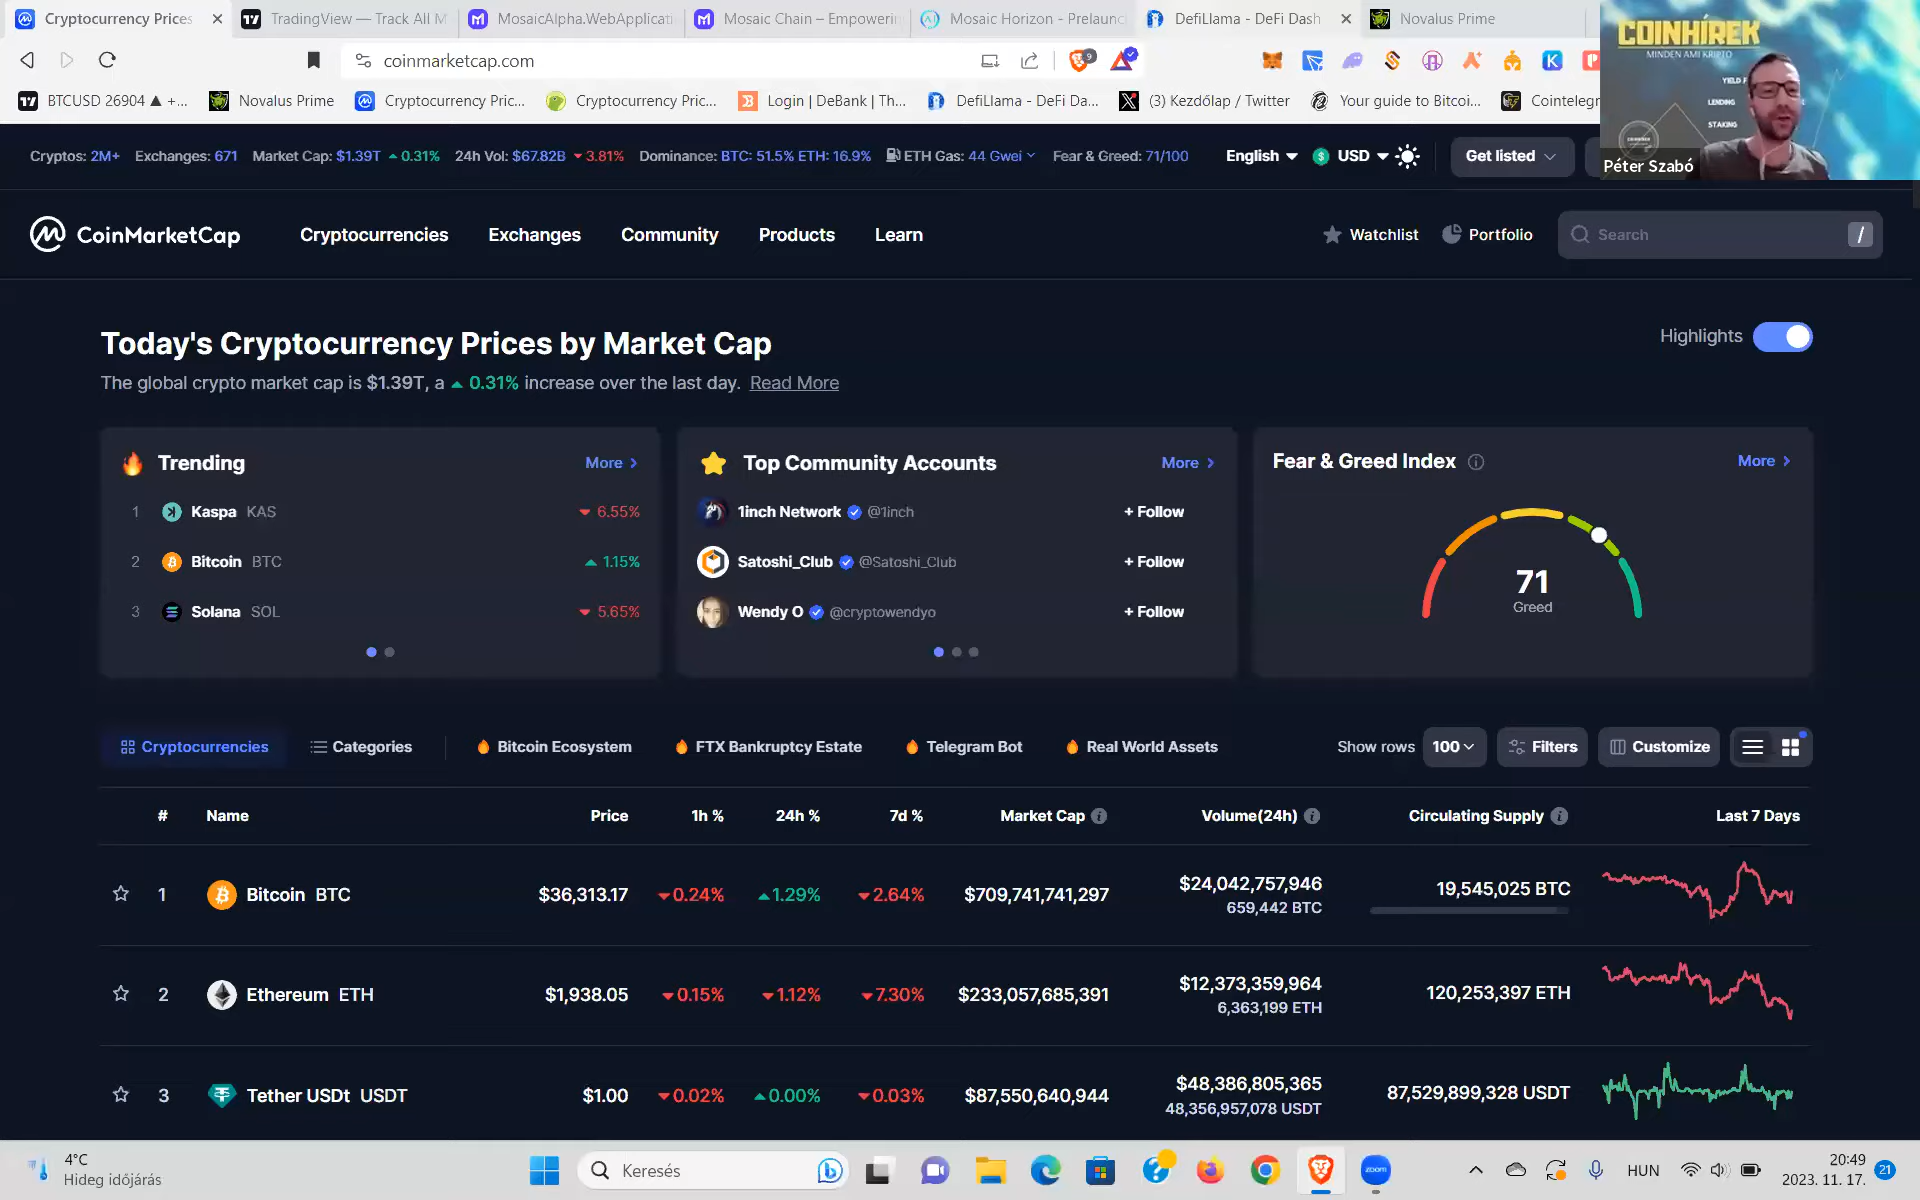 Cryptocurrency Prices
TradingView — Track All M
MosaicAlpha.WebApplicati
Mosaic Chain – Empowerin
Mosaic Horizon - Prelaunc
DefiLlama - DeFi Dash
Novalus Prime
coinmarketcap.com
9
BTCUSD 26904 ▲ +...
Novalus Prime
Cryptocurrency Pric...
Cryptocurrency Pric...
Login | DeBank | Th...
DefiLlama - DeFi Da...
(3) Kezdőlap / Twitter
Your guide to Bitcoi...
Cointelegr
COINHÍREK
MINDEN AMI KRIPTO
YIELD F
LENDING
STAKING
Péter Szabó
Cryptos: 2M+ Exchanges: 671 Market Cap: $1.39T 0.31% 24h Vol: $67.82B 3.81% Dominance: BTC: 51.5% ETH: 16.9% ETH Gas: 44 Gwei Fear & Greed: 71/100
English $ USD Get listed
CoinMarketCap Cryptocurrencies Exchanges Community Products Learn Watchlist Portfolio Search /
Today's Cryptocurrency Prices by Market Cap
Highlights
The global crypto market cap is $1.39T, a 0.31% increase over the last day. Read More
Trending More >
1 Kaspa KAS 6.55%
2 Bitcoin BTC 1.15%
3 Solana SOL 5.65%
Top Community Accounts More >
1inch Network @1inch + Follow
Satoshi_Club @Satoshi_Club + Follow
Wendy O @cryptowendyo + Follow
Fear & Greed Index More >
71
Greed
Cryptocurrencies Categories Bitcoin Ecosystem FTX Bankruptcy Estate Telegram Bot Real World Assets Show rows 100 Filters Customize
# Name Price 1h % 24h % 7d % Market Cap Volume(24h) Circulating Supply Last 7 Days
1 Bitcoin BTC $36,313.17 0.24% 1.29% 2.64% $709,741,741,297 $24,042,757,946 19,545,025 BTC
659,442 BTC
2 Ethereum ETH $1,938.05 0.15% 1.12% 7.30% $233,057,685,391 $12,373,359,964 120,253,397 ETH
6,363,199 ETH
3 Tether USDt USDT $1.00 0.02% 0.00% 0.03% $87,550,640,944 $48,386,805,365 87,529,899,328 USDT
48,356,957,078 USDT
4°C
Hideg időjárás
Keresés
zoom
HUN
20:49
2023. 11. 17.
21